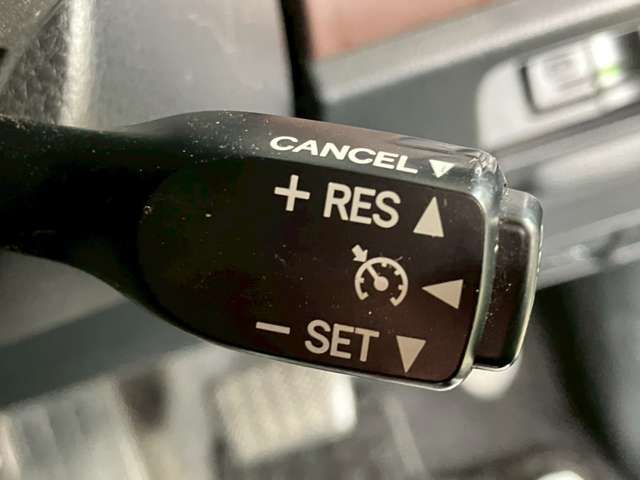 CANCEL ▼
+ RES ▲
◀
− SET ▼